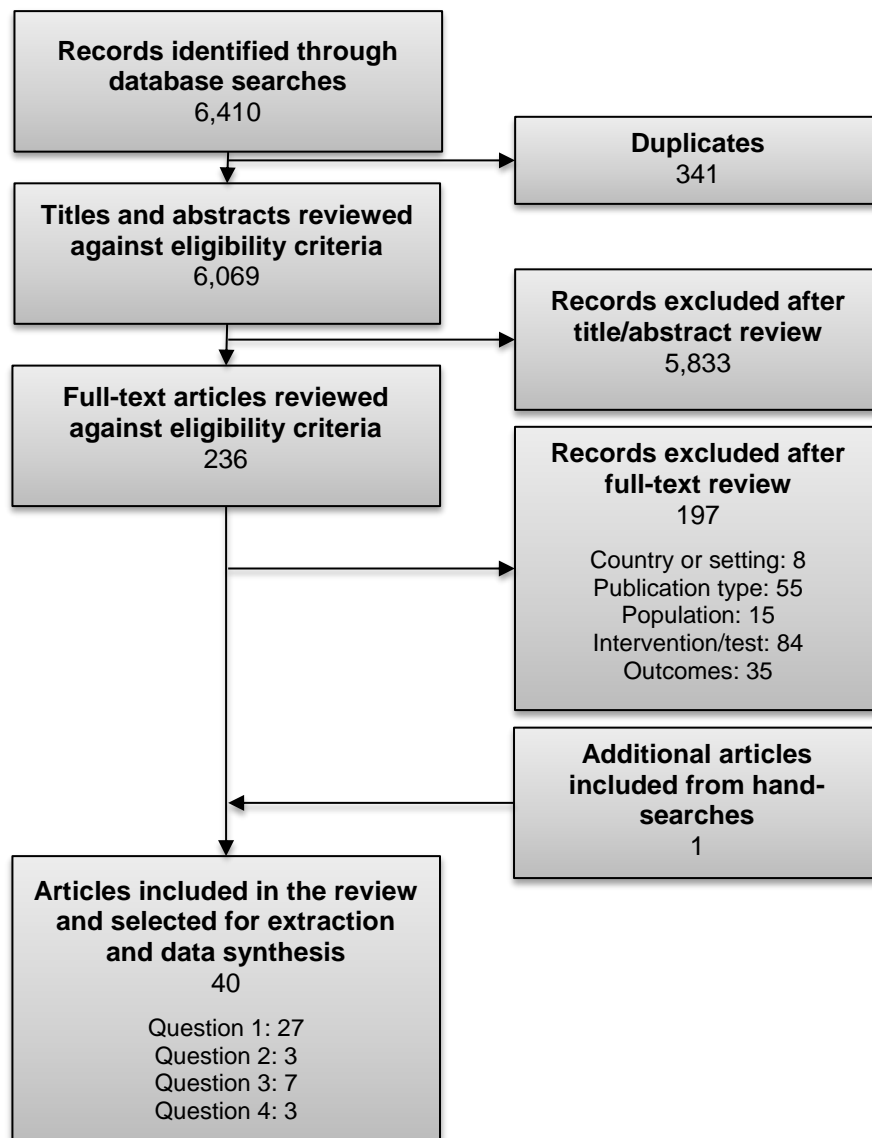 Records identified through
database searches
6,410
Duplicates
341
Titles and abstracts reviewed
against eligibility criteria
6,069
Records excluded after
title/abstract review
5,833
Full-text articles reviewed
against eligibility criteria
236
Records excluded after
full-text review
197
Country or setting: 8
Publication type: 55
Population: 15
Intervention/test: 84
Outcomes: 35
Additional articles
included from hand-
searches
1
Articles included in the review
and selected for extraction
and data synthesis
40
Question 1: 27
Question 2: 3
Question 3: 7
Question 4: 3